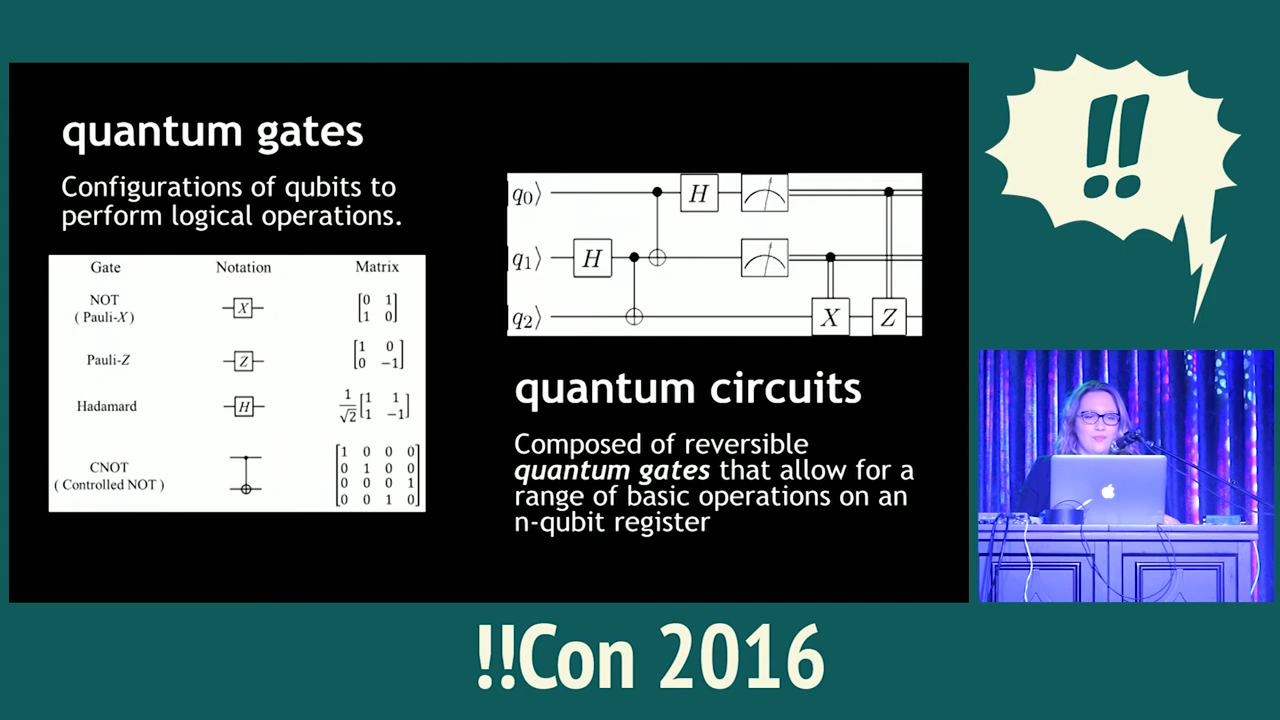 quantum gates
Configurations of qubits to
perform logical operations.
Gate Notation Matrix
NOT
( Pauli-X )
X
[0 1
1 0]
Pauli-Z
Z
[1 0
0 −1]
Hadamard
H
1/√2 [1 1
1 −1]
CNOT
( Controlled NOT )
[1 0 0 0
0 1 0 0
0 0 0 1
0 0 1 0]
q0⟩ H
q1⟩ H
q2⟩ X Z
quantum circuits
Composed of reversible
quantum gates that allow for a
range of basic operations on an
n-qubit register
!!
!!Con 2016